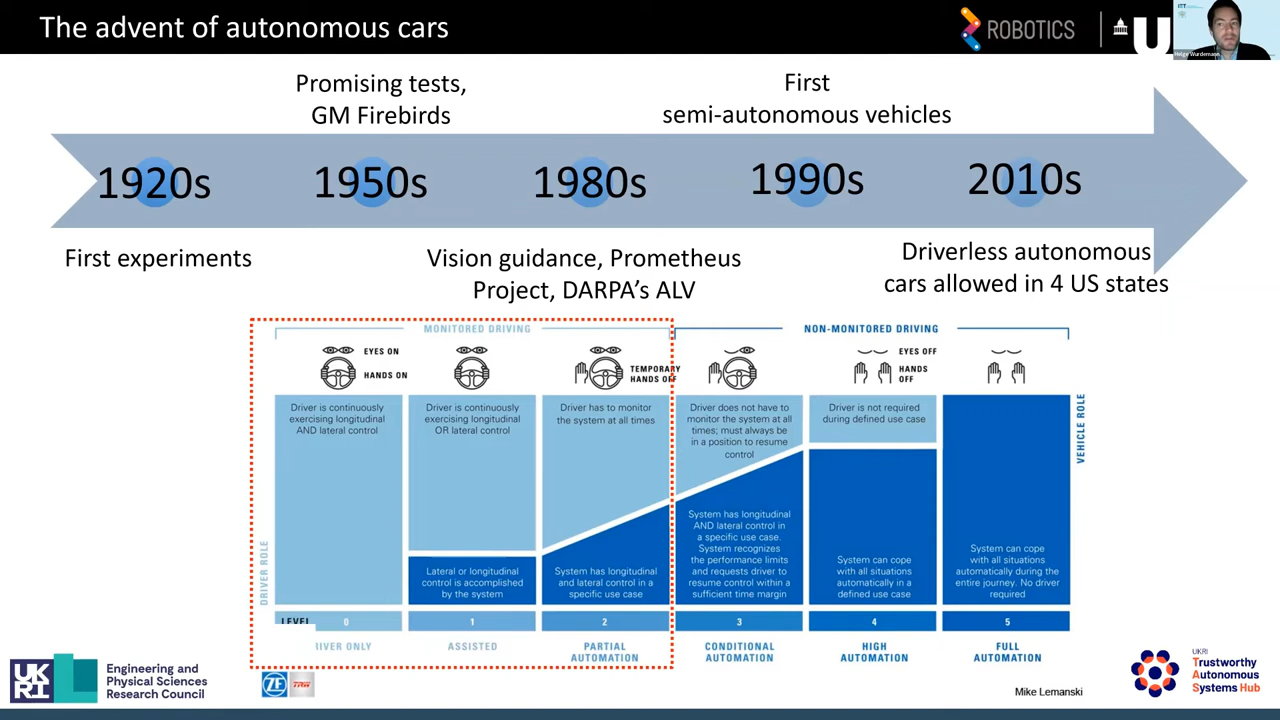 The advent of autonomous cars
ROBOTICS
Helge Wurdemann
Promising tests,
GM Firebirds
First
semi-autonomous vehicles
1920s
1950s
1980s
1990s
2010s
First experiments
Vision guidance, Prometheus
Project, DARPA's ALV
Driverless autonomous
cars allowed in 4 US states
MONITORED DRIVING
NON-MONITORED DRIVING
EYES ON
HANDS ON
TEMPORARY
HANDS OFF
EYES OFF
HANDS
OFF
Driver is continuously
exercising longitudinal
AND lateral control
Driver is continuously
exercising longitudinal
OR lateral control
Driver has to monitor
the system at all times
Driver does not have to
monitor the system at all
times; must always be
in a position to resume
control
Driver is not required
during defined use case
VEHICLE ROLE
DRIVER ROLE
Lateral or longitudinal
control is accomplished
by the system
System has longitudinal
and lateral control in a
specific use case
System has longitudinal
AND lateral control in
a specific use case.
System recognizes
the performance limits
and requests driver to
resume control within a
sufficient time margin
System can cope
with all situations
automatically in a
defined use case
System can cope
with all situations
automatically during the
entire journey. No driver
required
LEVEL
0
1
2
3
4
5
RIVER ONLY
ASSISTED
PARTIAL
AUTOMATION
CONDITIONAL
AUTOMATION
HIGH
AUTOMATION
FULL
AUTOMATION
UKRI
Engineering and
Physical Sciences
Research Council
ZF
TRW
Mike Lemanski
UKRI
Trustworthy
Autonomous
Systems Hub